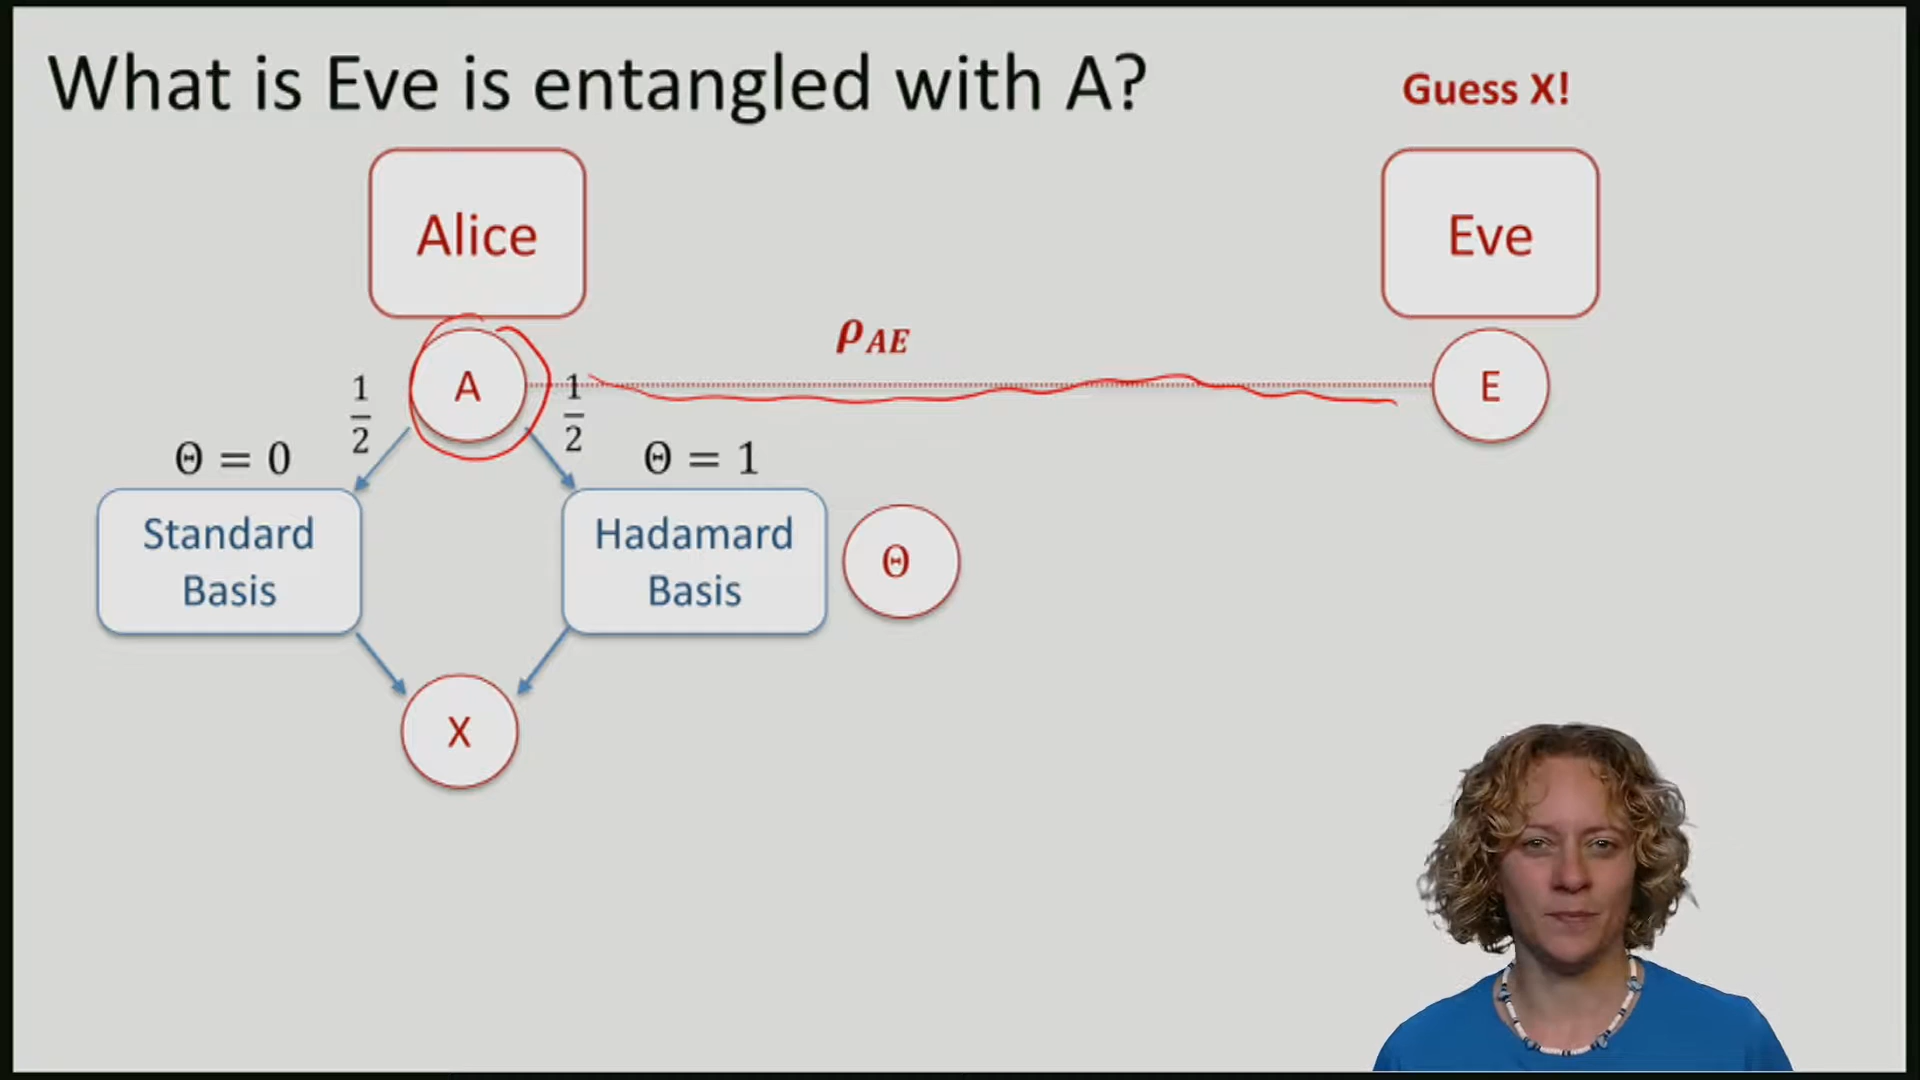 What is Eve is entangled with A?
Guess X!
Alice
Eve
ρ_AE
A
E
1/2
1/2
Θ = 0
Θ = 1
Standard
Basis
Hadamard
Basis
Θ
X